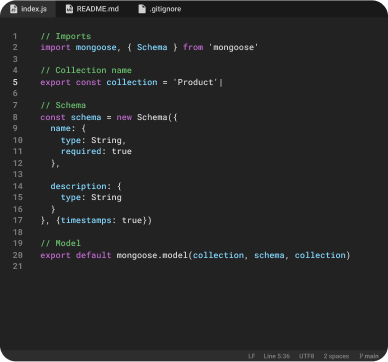 index.js README.md .gitignore
1 // Imports
2 import mongoose, { Schema } from 'mongoose'
3
4 // Collection name
5 export const collection = 'Product'
6
7 // Schema
8 const schema = new Schema({
9 name: {
10 type: String,
11 required: true
12 },
13
14 description: {
15 type: String
16 }
17 }, {timestamps: true})
18
19 // Model
20 export default mongoose.model(collection, schema, collection)
21
LF Line 5:36 UTF8 2 spaces main